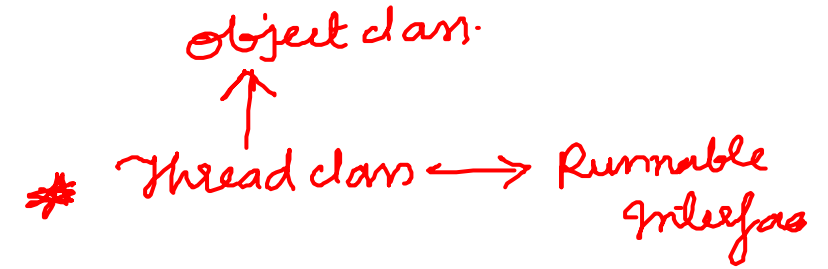 Object class.
Thread class Runnable
Interface